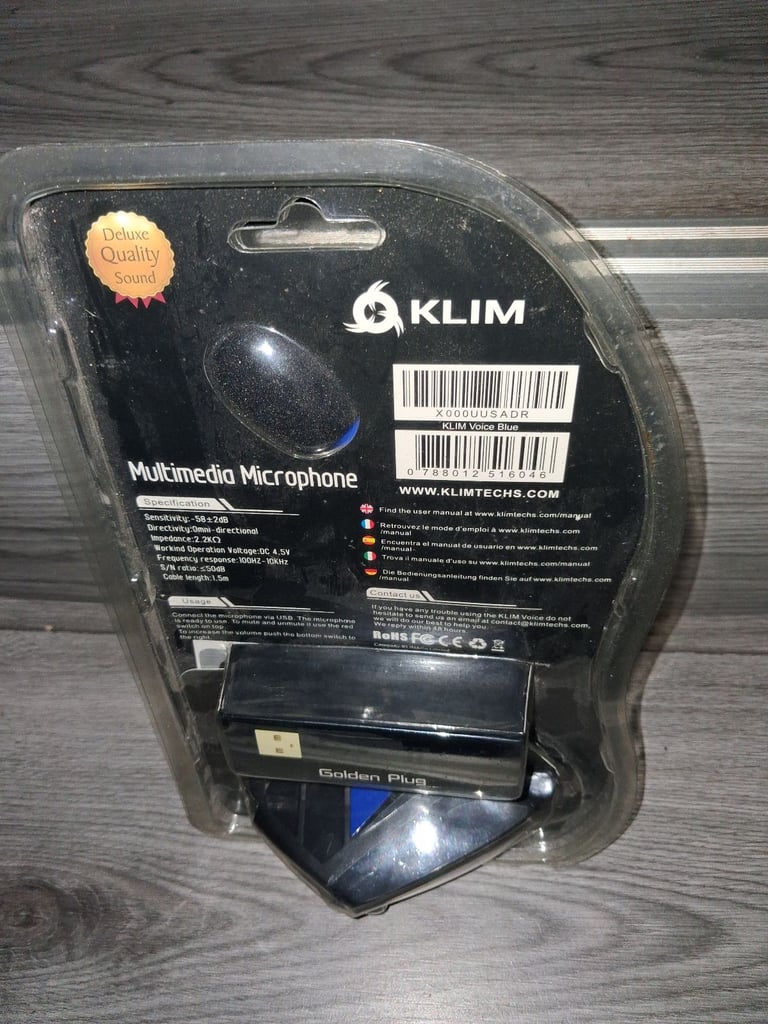 Deluxe
Quality
Sound
KLIM
X000UUSADR
KLIM Voice Blue
0 788012 516046
WWW.KLIMTECHS.COM
Multimedia Microphone
Specification
Sensitivity:-58±2dB
Directivity:Omni-directional
Impedance:2.2KΩ
Working Operation Voltage:DC 4.5V
Frequency response:100HZ-10KHz
S/N ratio:≤50dB
Cable length:1.5m
Find the user manual at www.klimtechs.com/manual
Retrouvez le mode d'emploi à www.klimtechs.com
/manual
Encuentra el manual de usuario en www.klimtechs.com
/manual
Trova il manuale d'uso su www.klimtechs.com/manual
Die Bedienungsanleitung finden Sie auf www.klimtechs.com
/manual
Usage
Connect the microphone via USB. The microphone
is ready to use. To mute and unmute it use the red
switch on top.
To increase the volume push the bottom switch to
the right.
Contact us
If you have any trouble using the KLIM Voice do not
hesitate to send us an email at contact@klimtechs.com,
we will do our best to help you.
We reply within 48 hours
RoHS FC CE
Golden Plug